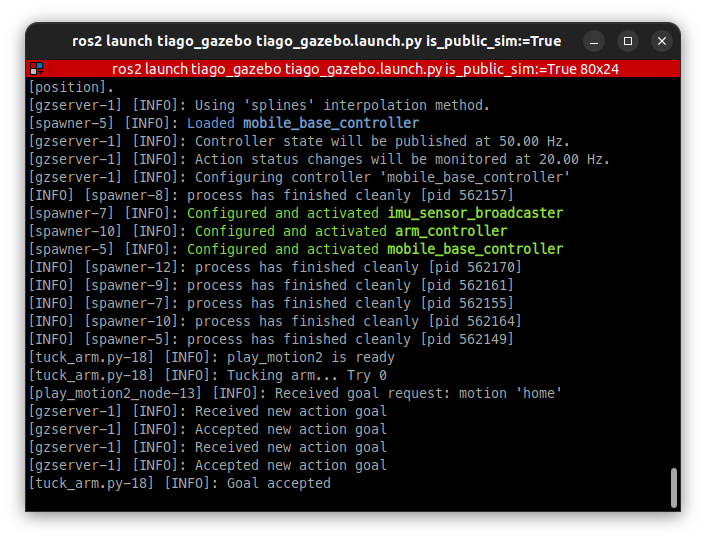 ros2 launch tiago_gazebo tiago_gazebo.launch.py is_public_sim:=True
ros2 launch tiago_gazebo tiago_gazebo.launch.py is_public_sim:=True 80x24
[position].
[gzserver-1] [INFO]: Using 'splines' interpolation method.
[spawner-5] [INFO]: Loaded mobile_base_controller
[gzserver-1] [INFO]: Controller state will be published at 50.00 Hz.
[gzserver-1] [INFO]: Action status changes will be monitored at 20.00 Hz.
[gzserver-1] [INFO]: Configuring controller 'mobile_base_controller'
[INFO] [spawner-8]: process has finished cleanly [pid 562157]
[spawner-7] [INFO]: Configured and activated imu_sensor_broadcaster
[spawner-10] [INFO]: Configured and activated arm_controller
[spawner-5] [INFO]: Configured and activated mobile_base_controller
[INFO] [spawner-12]: process has finished cleanly [pid 562170]
[INFO] [spawner-9]: process has finished cleanly [pid 562161]
[INFO] [spawner-7]: process has finished cleanly [pid 562155]
[INFO] [spawner-10]: process has finished cleanly [pid 562164]
[INFO] [spawner-5]: process has finished cleanly [pid 562149]
[tuck_arm.py-18] [INFO]: play_motion2 is ready
[tuck_arm.py-18] [INFO]: Tucking arm... Try 0
[play_motion2_node-13] [INFO]: Received goal request: motion 'home'
[gzserver-1] [INFO]: Received new action goal
[gzserver-1] [INFO]: Accepted new action goal
[gzserver-1] [INFO]: Received new action goal
[gzserver-1] [INFO]: Accepted new action goal
[tuck_arm.py-18] [INFO]: Goal accepted